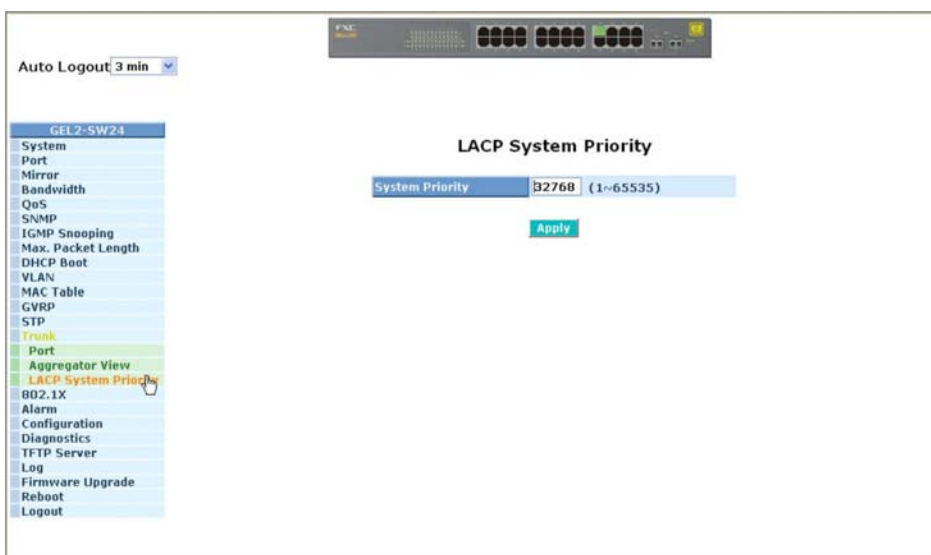 FXC
Auto Logout 3 min
GEL2-SW24
System
Port
Mirror
Bandwidth
QoS
SNMP
IGMP Snooping
Max. Packet Length
DHCP Boot
VLAN
MAC Table
GVRP
STP
Trunk
Port
Aggregator View
LACP System Priority
802.1X
Alarm
Configuration
Diagnostics
TFTP Server
Log
Firmware Upgrade
Reboot
Logout
LACP System Priority
System Priority 32768 (1~65535)
Apply